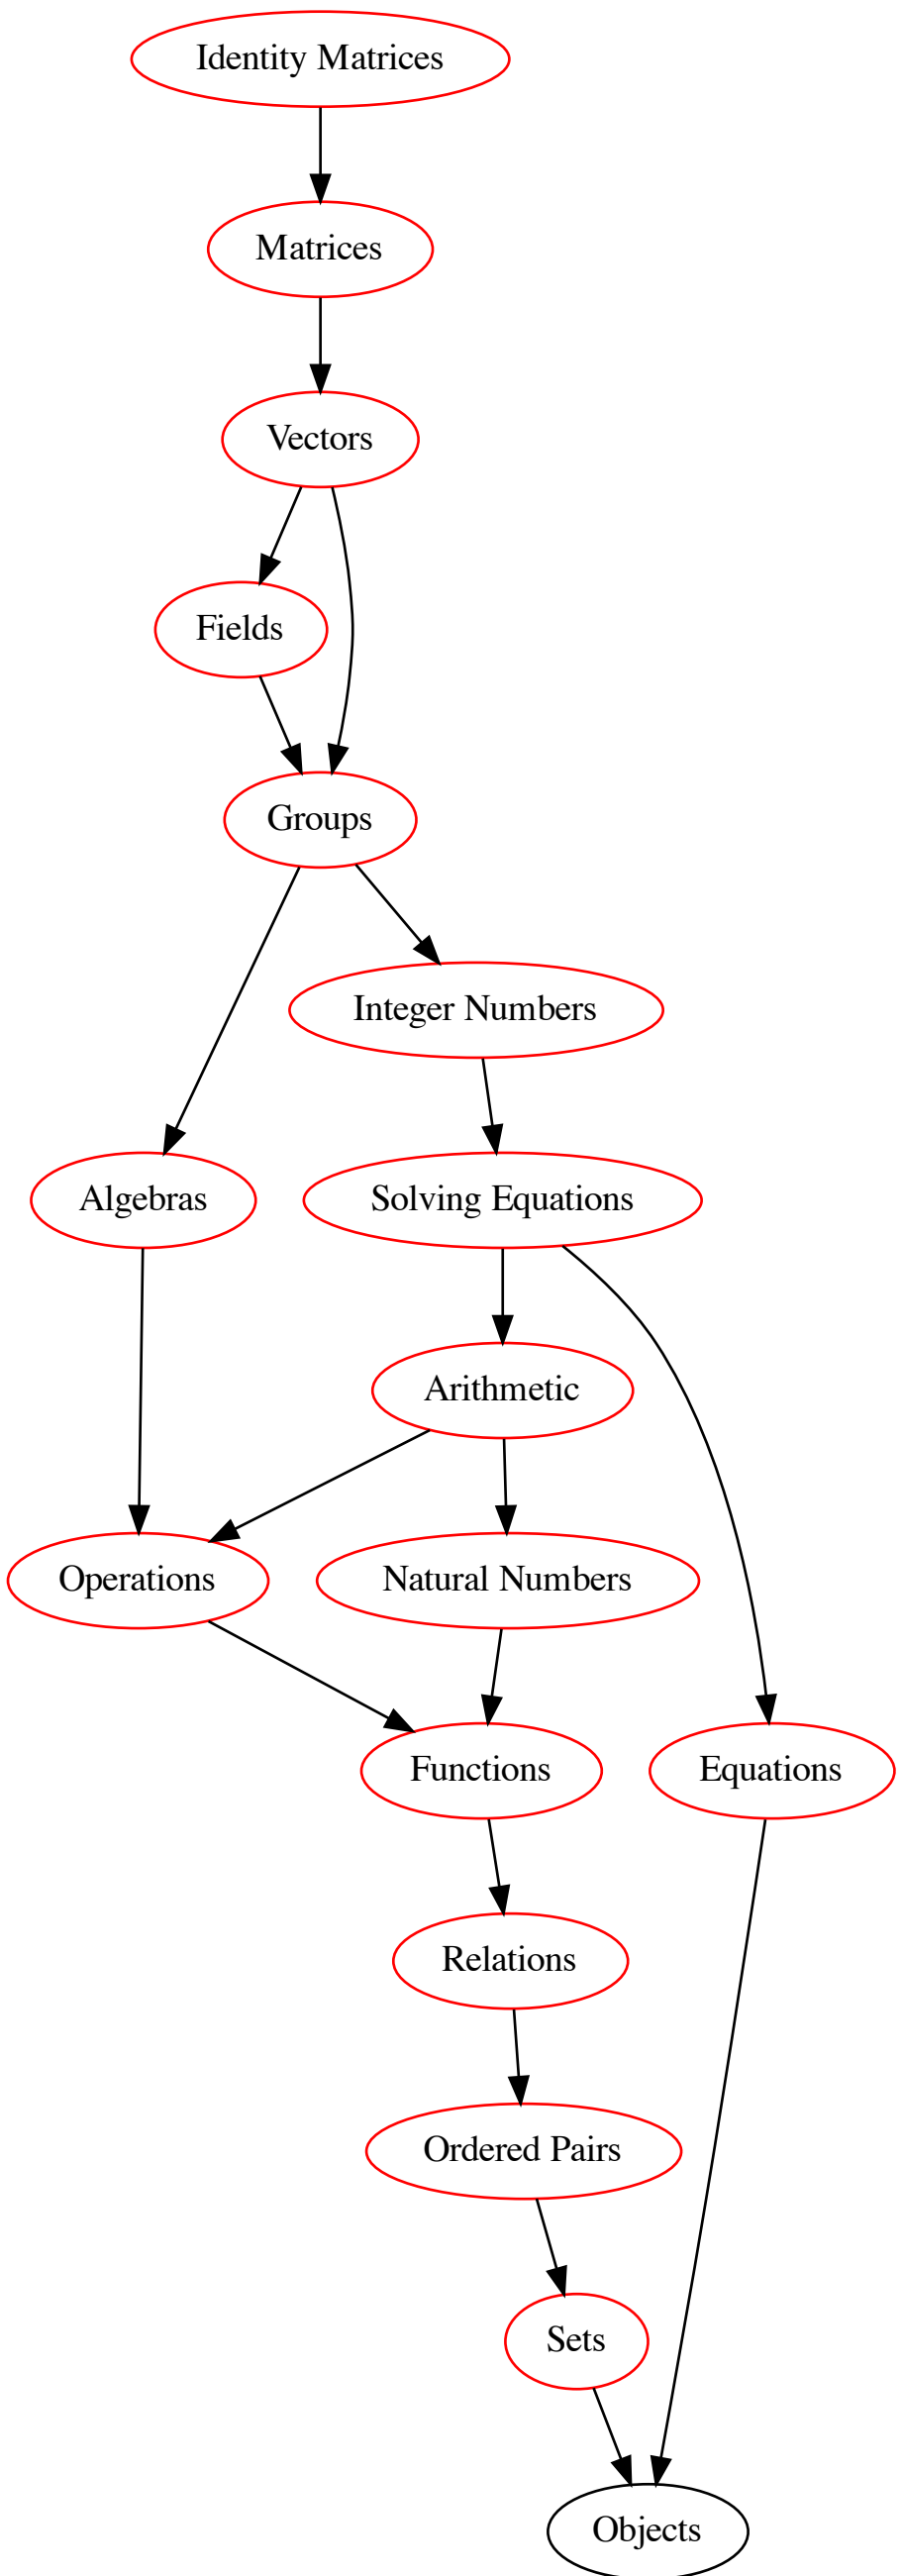 Identity Matrices
Matrices
Vectors
Fields
Groups
Integer Numbers
Algebras
Solving Equations
Arithmetic
Operations
Natural Numbers
Functions
Equations
Relations
Ordered Pairs
Sets
Objects